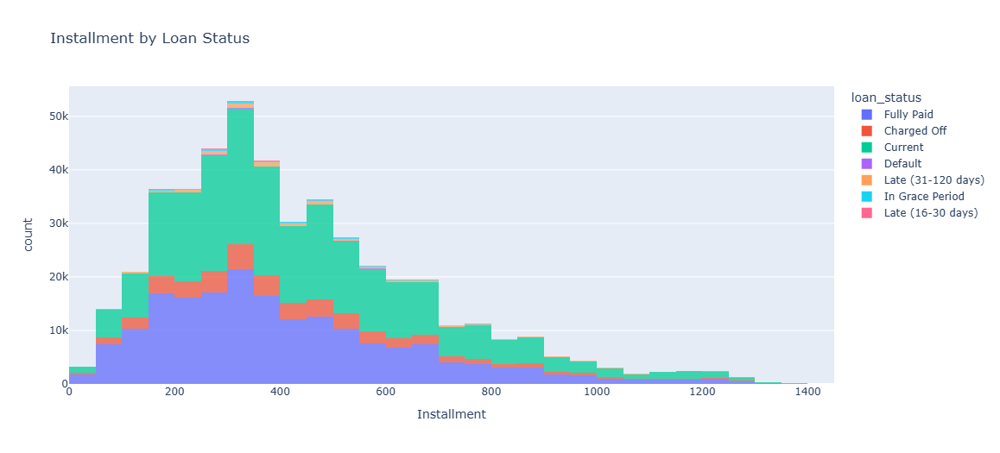 Installment by Loan Status
count
50k
40k
30k
20k
10k
0
0 200 400 600 800 1000 1200 1400
Installment
loan_status
Fully Paid
Charged Off
Current
Default
Late (31-120 days)
In Grace Period
Late (16-30 days)